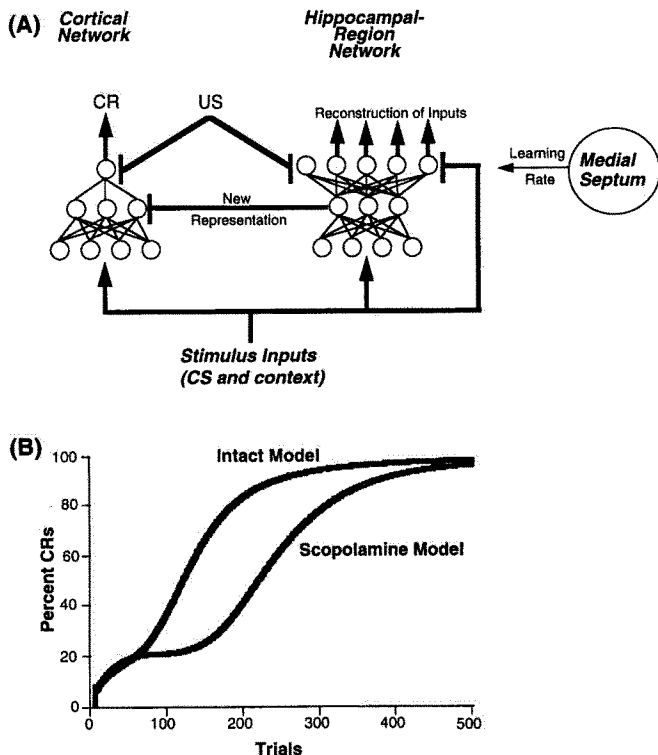 (A)
Cortical
Network
Hippocampal-
Region
Network
CR
US
Reconstruction of Inputs
Learning
Rate
Medial
Septum
New
Representation
Stimulus Inputs
(CS and context)
(B)
Percent CRs
100
80
60
40
20
0
Intact Model
Scopolamine Model
0
100
200
300
400
500
Trials